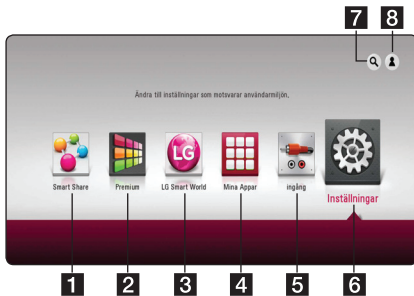 7 8
Ändra till inställningar som motsvarar användarmiljön.
LG
Smart Share Premium LG Smart World Mina Appar ingång Inställningar
1 2 3 4 5 6